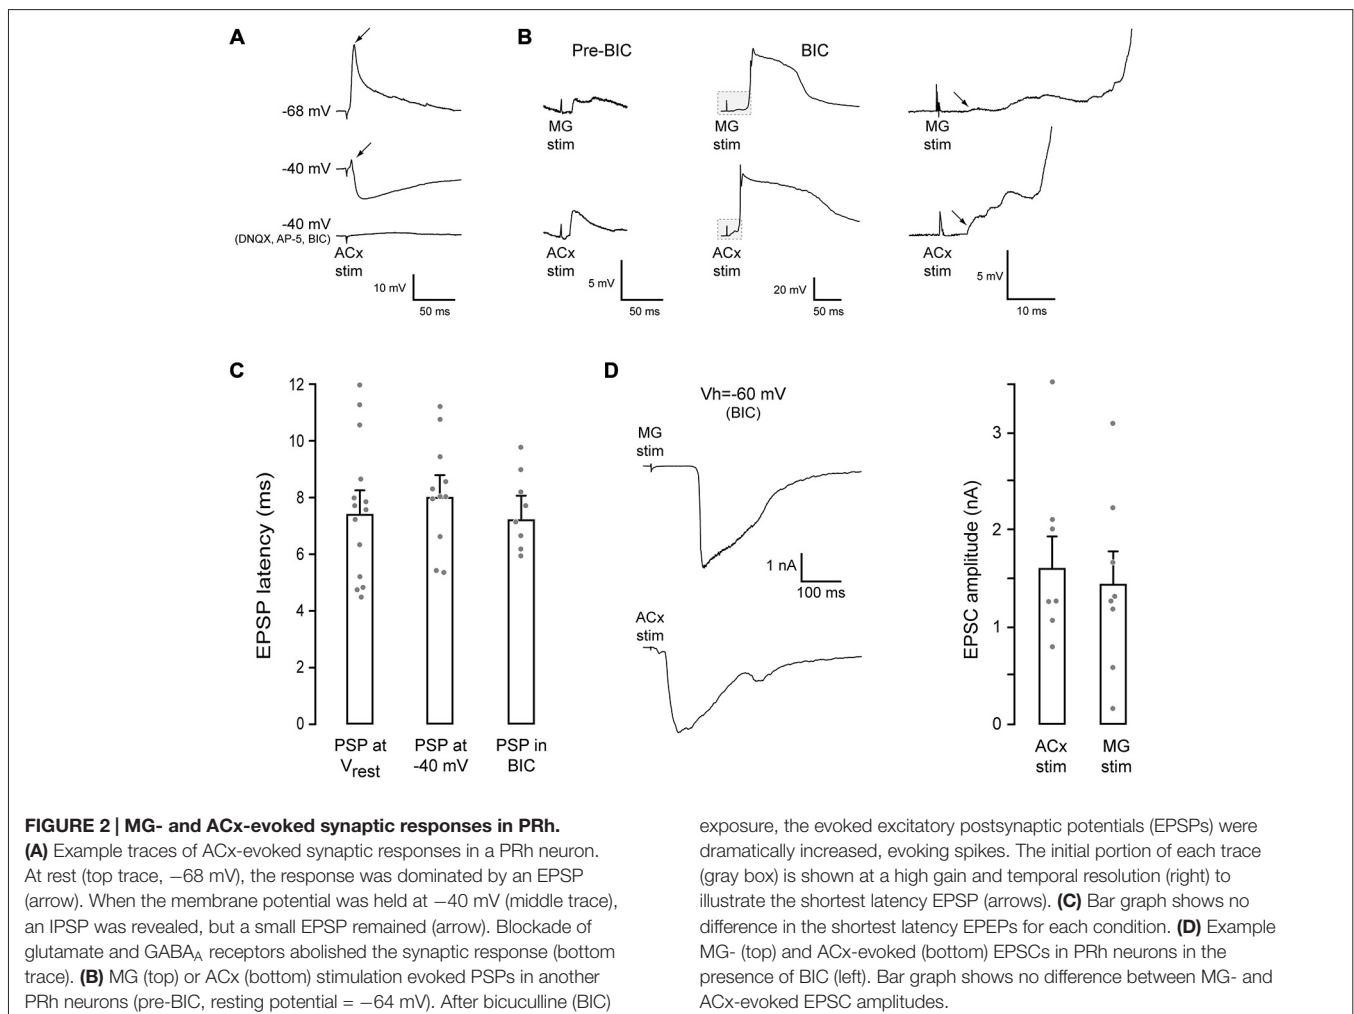 A
-68 mV
-40 mV
-40 mV
(DNQX, AP-5, BIC)
ACx
stim
10 mV
50 ms
B
Pre-BIC
BIC
MG
stim
MG
stim
MG
stim
ACx
stim
ACx
stim
ACx
stim
5 mV
50 ms
20 mV
50 ms
5 mV
10 ms
C
EPSP latency (ms)
12
10
8
6
4
2
0
PSP at
Vrest
PSP at
-40 mV
PSP in
BIC
D
Vh=-60 mV
(BIC)
MG
stim
1 nA
100 ms
ACx
stim
EPSC amplitude (nA)
3
2
1
0
ACx
stim
MG
stim
FIGURE 2 | MG- and ACx-evoked synaptic responses in PRh.
(A) Example traces of ACx-evoked synaptic responses in a PRh neuron.
At rest (top trace, −68 mV), the response was dominated by an EPSP
(arrow). When the membrane potential was held at −40 mV (middle trace),
an IPSP was revealed, but a small EPSP remained (arrow). Blockade of
glutamate and GABAA receptors abolished the synaptic response (bottom
trace). (B) MG (top) or ACx (bottom) stimulation evoked PSPs in another
PRh neurons (pre-BIC, resting potential = −64 mV). After bicuculline (BIC)
exposure, the evoked excitatory postsynaptic potentials (EPSPs) were
dramatically increased, evoking spikes. The initial portion of each trace
(gray box) is shown at a high gain and temporal resolution (right) to
illustrate the shortest latency EPSP (arrows). (C) Bar graph shows no
difference in the shortest latency EPEPs for each condition. (D) Example
MG- (top) and ACx-evoked (bottom) EPSCs in PRh neurons in the
presence of BIC (left). Bar graph shows no difference between MG- and
ACx-evoked EPSC amplitudes.